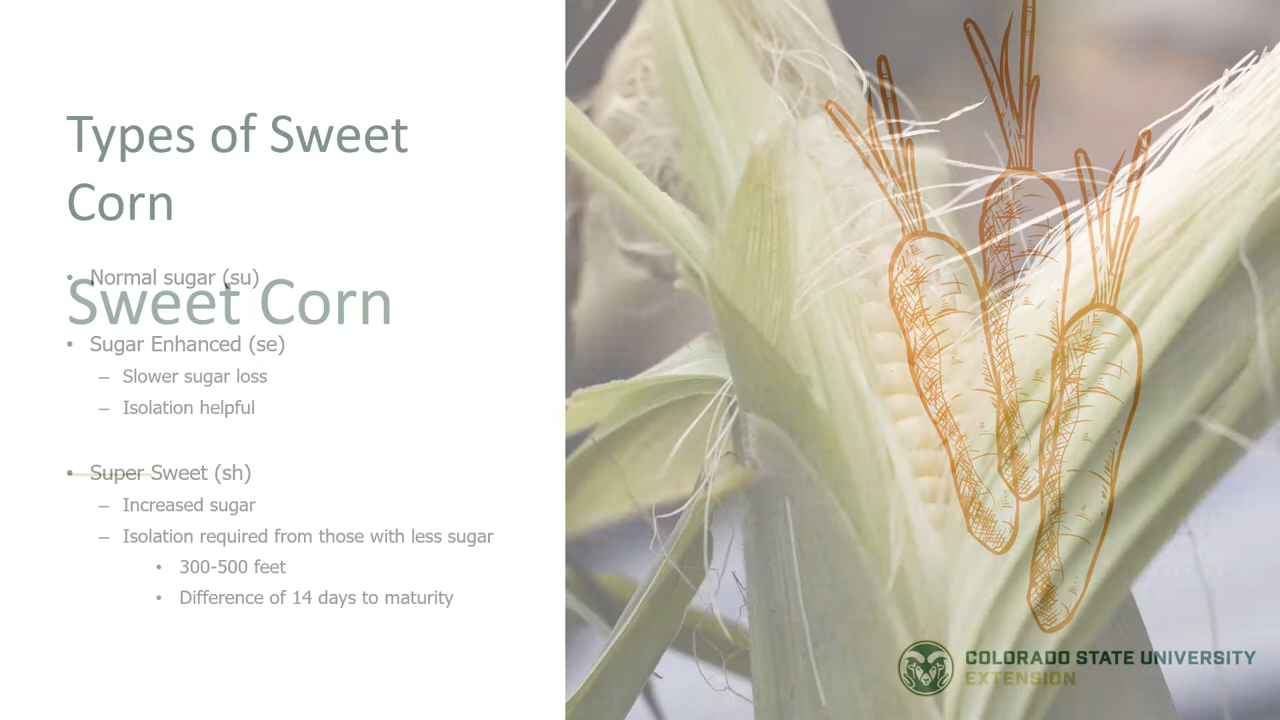 Types of Sweet
Corn
• Normal sugar (su)
Sweet Corn
• Sugar Enhanced (se)
– Slower sugar loss
– Isolation helpful
• Super Sweet (sh)
– Increased sugar
– Isolation required from those with less sugar
• 300-500 feet
• Difference of 14 days to maturity
COLORADO STATE UNIVERSITY
EXTENSION